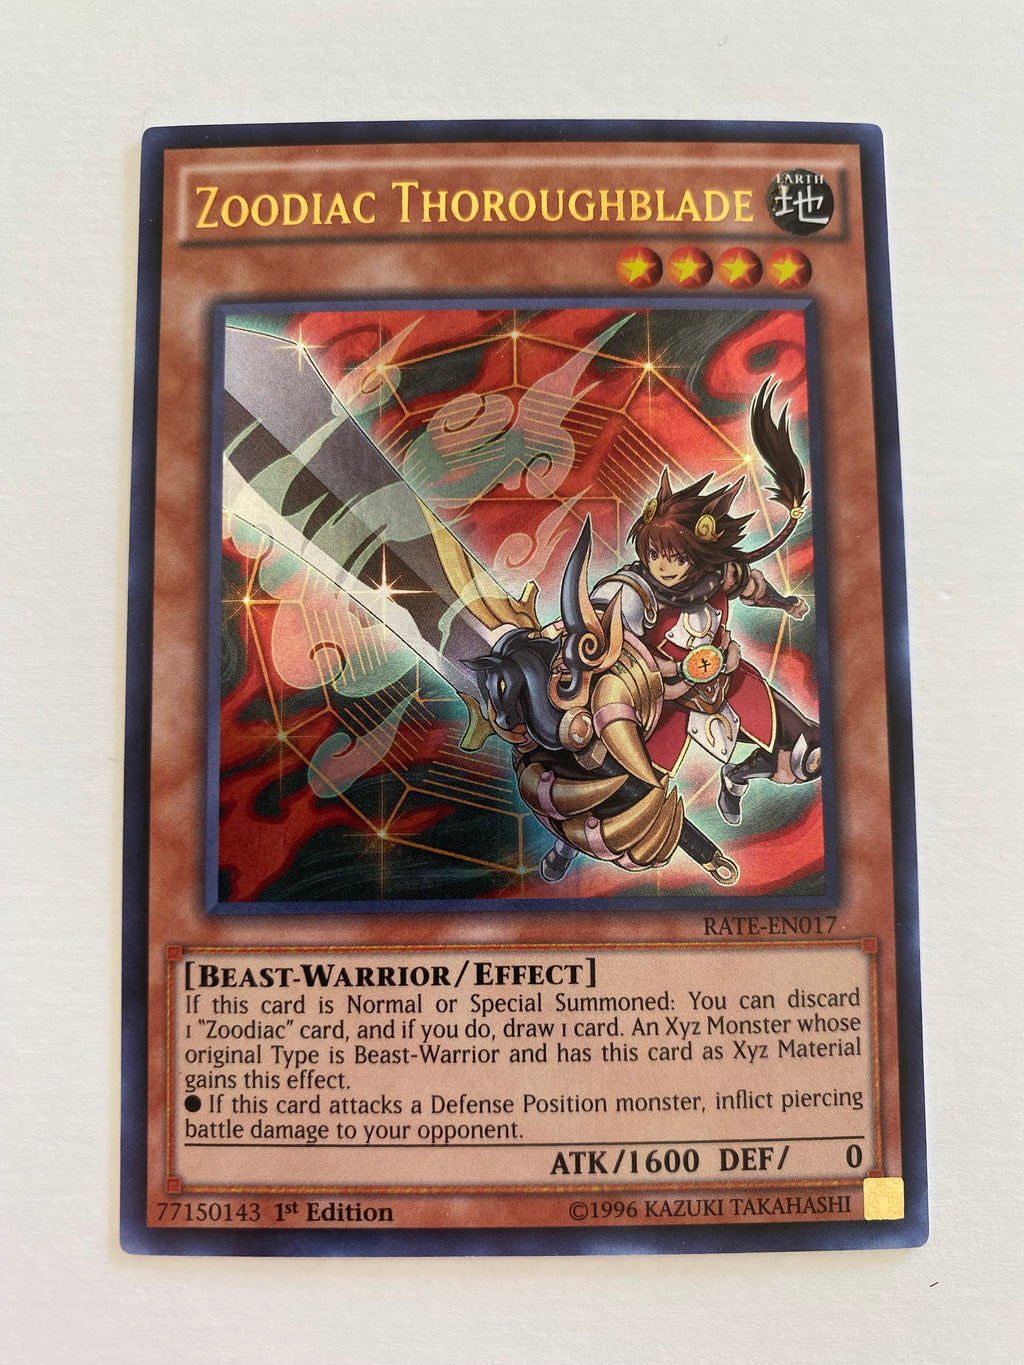 ZOODIAC THOROUGHBLADE
EARTH
地
午
RATE-EN017
[BEAST-WARRIOR/EFFECT]
If this card is Normal or Special Summoned: You can discard
1 "Zoodiac" card, and if you do, draw 1 card. An Xyz Monster whose
original Type is Beast-Warrior and has this card as Xyz Material
gains this effect.
● If this card attacks a Defense Position monster, inflict piercing
battle damage to your opponent.
ATK/1600 DEF/ 0
77150143 1st Edition ©1996 KAZUKI TAKAHASHI